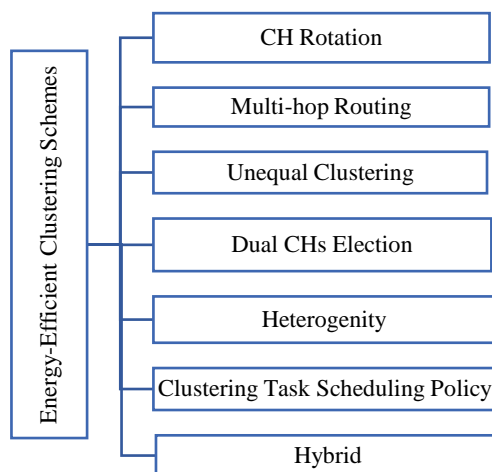 Energy-Efficient Clustering Schemes
CH Rotation
Multi-hop Routing
Unequal Clustering
Dual CHs Election
Heterogenity
Clustering Task Scheduling Policy
Hybrid